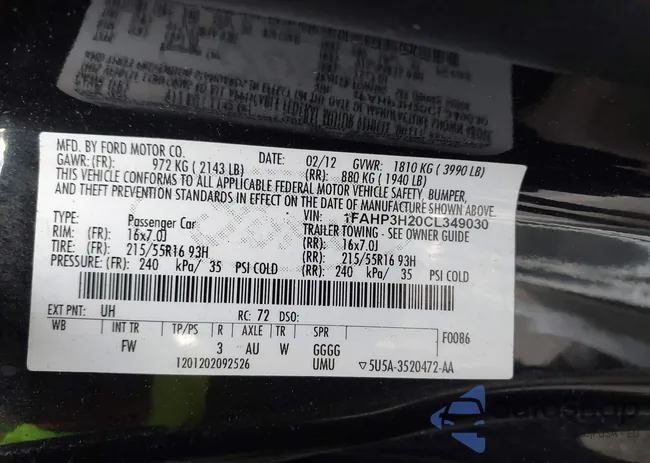 MFD. BY FORD MOTOR CO.
DATE: 02/12 GVWR: 1810 KG ( 3990 LB)
GAWR: (FR): 972 KG ( 2143 LB) (RR): 880 KG ( 1940 LB)
THIS VEHICLE CONFORMS TO ALL APPLICABLE FEDERAL MOTOR VEHICLE SAFETY, BUMPER,
AND THEFT PREVENTION STANDARDS IN EFFECT ON THE DATE OF MANUFACTURE SHOWN ABOVE.
VIN: 1FAHP3H20CL349030
TYPE: Passenger Car TRAILER TOWING - SEE OWNER GUIDE
RIM: (FR): 16x7.0J (RR): 16x7.0J
TIRE: (FR): 215/55R16 93H (RR): 215/55R16 93H
PRESSURE: (FR): 240 kPa/ 35 PSI COLD (RR): 240 kPa/ 35 PSI COLD
EXT PNT: UH RC: 72 DSO: F0086
WB INT TR TP/PS R AXLE TR SPR
FW 3 AU W GGGG
1201202092526 UMU ▽5U5A-3520472-AA